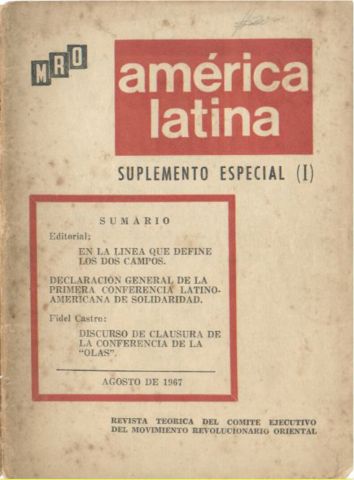 MRO
américa
latina
SUPLEMENTO ESPECIAL (I)
SUMARIO
Editorial;
EN LA LINEA QUE DEFINE
LOS DOS CAMPOS.
DECLARACIÓN GENERAL DE LA
PRIMERA CONFERENCIA LATINO-
AMERICANA DE SOLIDARIDAD.
Fidel Castro:
DISCURSO DE CLAUSURA DE
LA CONFERENCIA DE LA
"OLAS".
AGOSTO DE 1967
REVISTA TEORICA DEL COMITE EJECUTIVO
DEL MOVIMIENTO REVOLUCIONARIO ORIENTAL